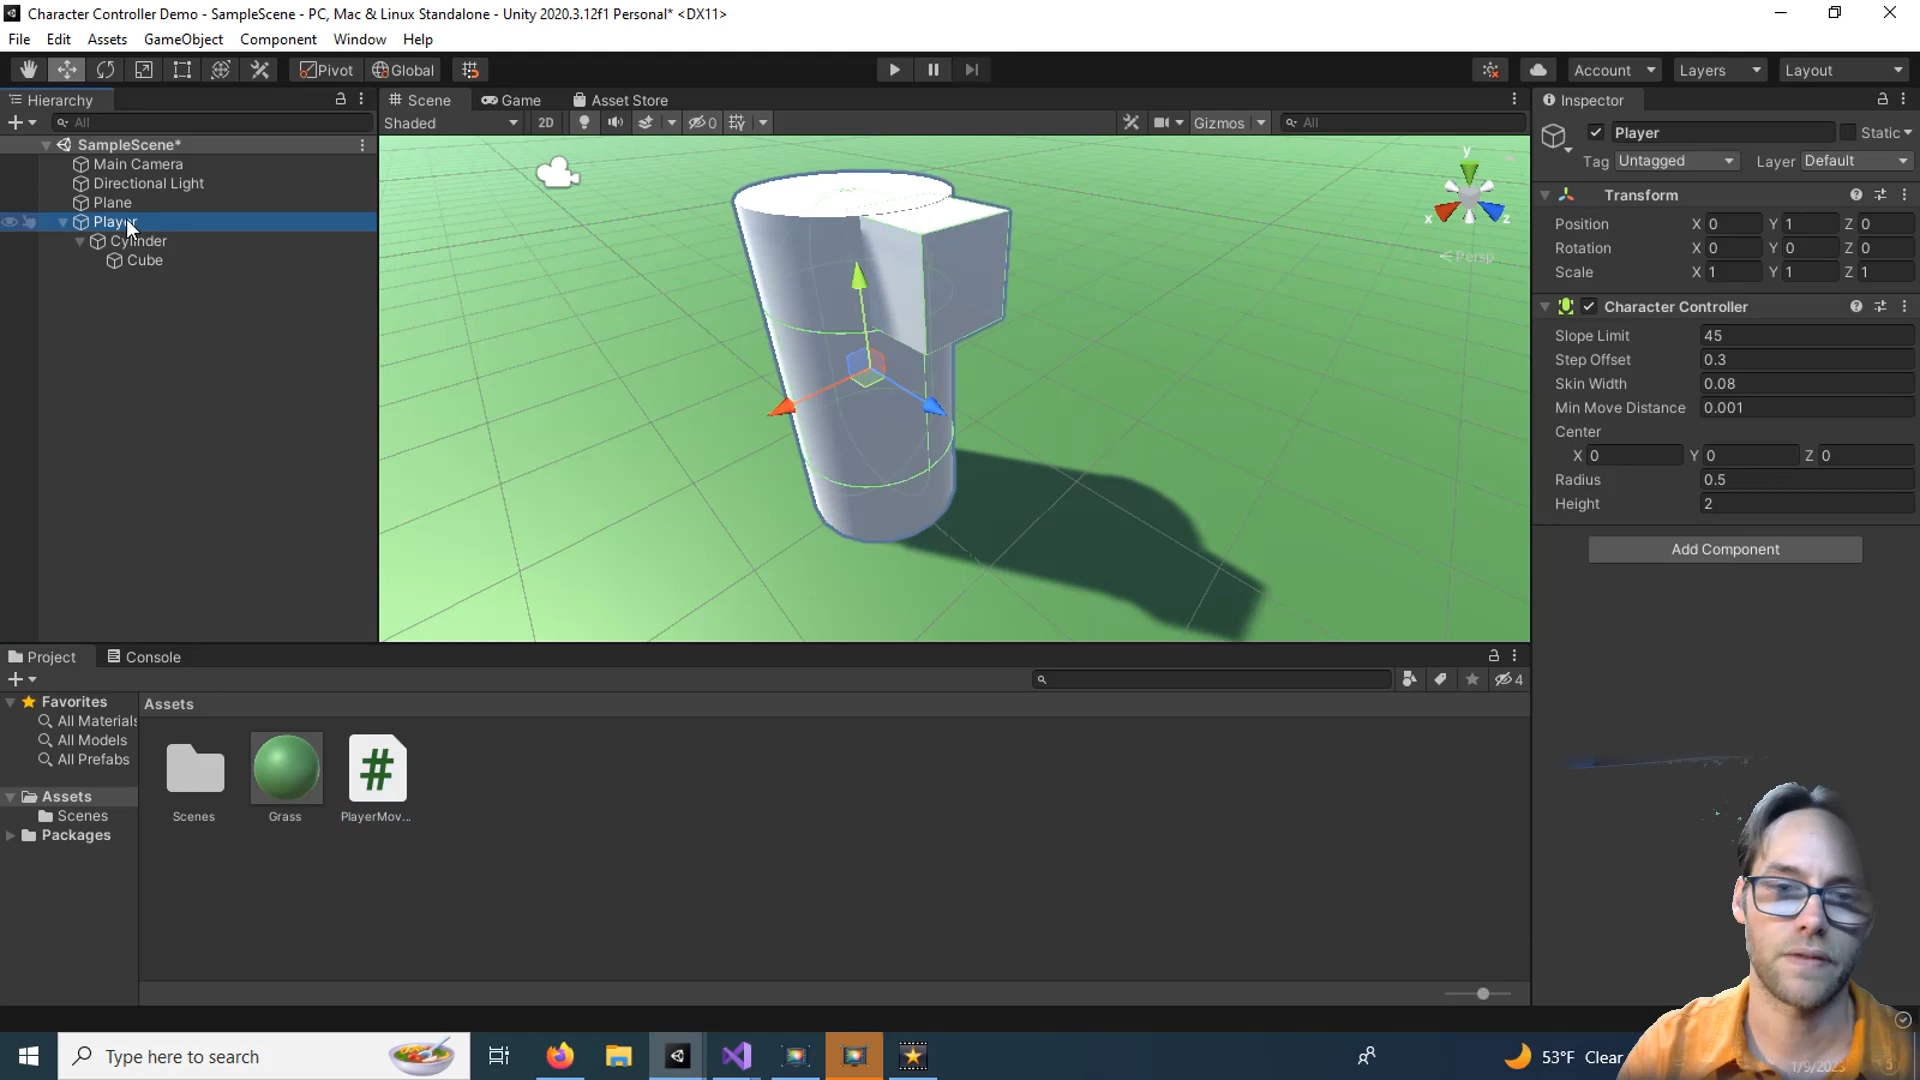 Character Controller Demo - SampleScene - PC, Mac & Linux Standalone - Unity 2020.3.12f1 Personal* <DX11>
File Edit Assets GameObject Component Window Help
Pivot Global Account Layers Layout
Hierarchy Scene Game Asset Store Inspector
All Shaded 2D 0 Gizmos All
Player Static
Tag Untagged Layer Default
SampleScene*
Main Camera
Directional Light
Plane
Player
Cylinder
Cube
y
x z
Persp
Transform
Position X 0 Y 1 Z 0
Rotation X 0 Y 0 Z 0
Scale X 1 Y 1 Z 1
Character Controller
Slope Limit 45
Step Offset 0.3
Skin Width 0.08
Min Move Distance 0.001
Center
X 0 Y 0 Z 0
Radius 0.5
Height 2
Add Component
Project Console
4
Favorites
All Materials
All Models
All Prefabs
Assets
Scenes
Packages
Assets
Scenes Grass PlayerMov...
Type here to search
53°F Clear
1/9/2023